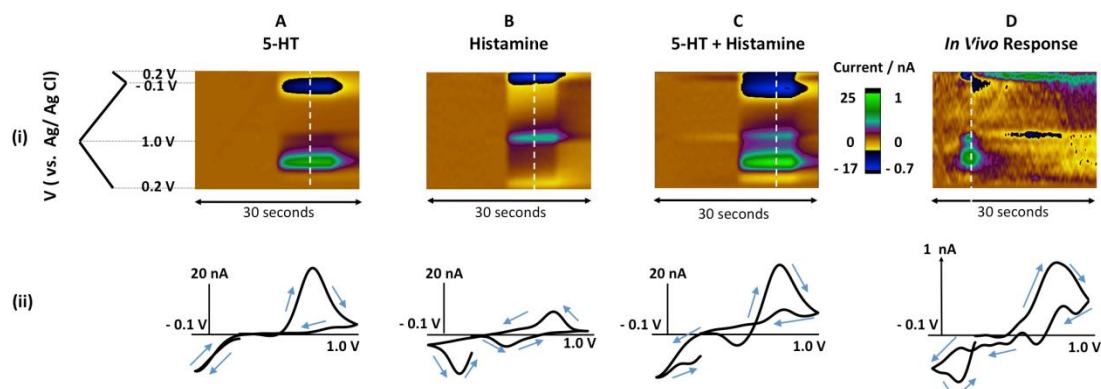 A
5-HT
B
Histamine
C
5-HT + Histamine
D
In Vivo Response
(i)
V ( vs. Ag/ Ag Cl)
0.2 V
- 0.1 V
1.0 V
0.2 V
Current / nA
25 1
0 0
- 17 - 0.7
30 seconds
30 seconds
30 seconds
30 seconds
(ii)
20 nA
- 0.1 V
1.0 V
20 nA
- 0.1 V
1.0 V
20 nA
- 0.1 V
1.0 V
1 nA
-0.1 V
1.0 V